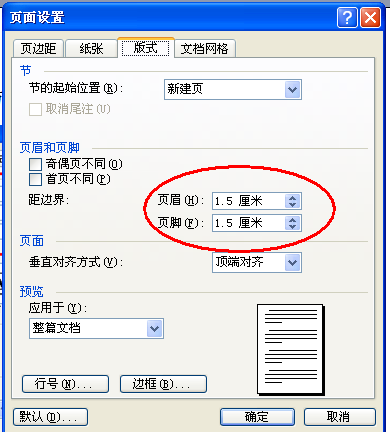 页面设置
页边距 纸张 版式 文档网格
节
节的起始位置(R): 新建页
取消尾注(U)
页眉和页脚
奇偶页不同(O)
首页不同(P)
距边界: 页眉(H): 1.5 厘米
页脚(F): 1.5 厘米
页面
垂直对齐方式(V): 顶端对齐
预览
应用于(Y):
整篇文档
行号(N)... 边框(B)...
默认(D)... 确定 取消